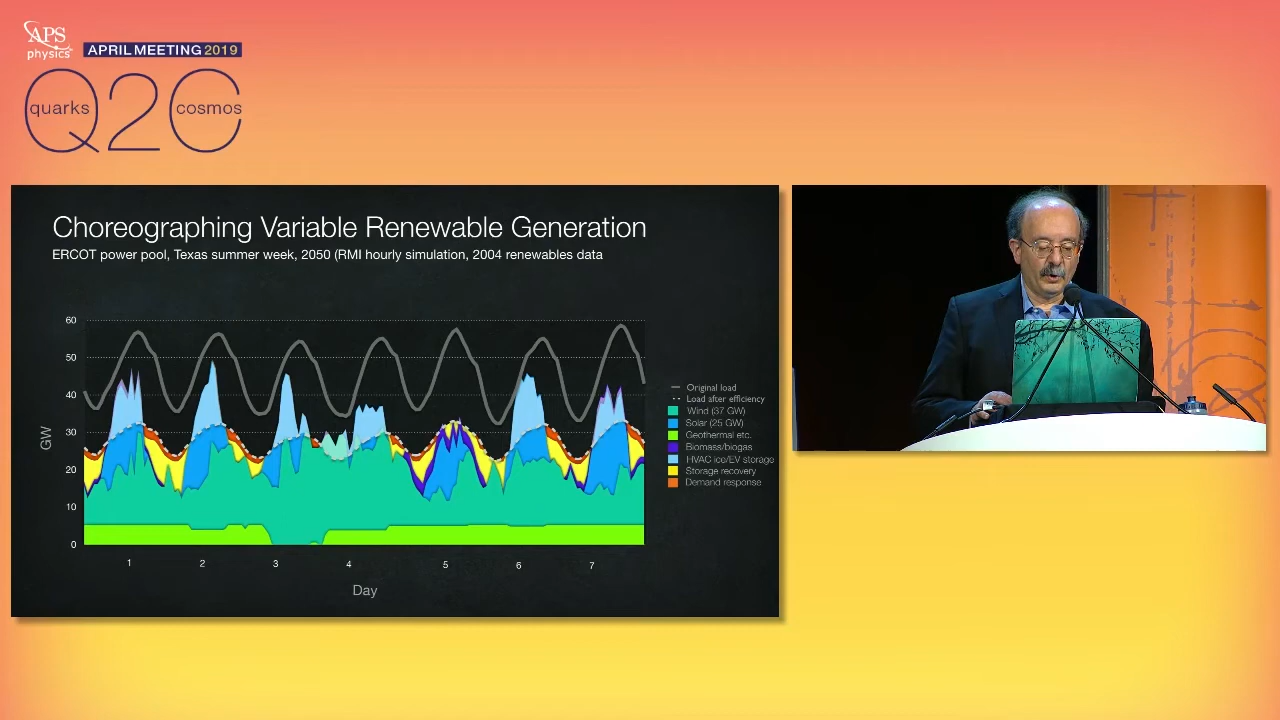 APS
physics
APRIL MEETING 2019
Q2C
quarks
cosmos
Choreographing Variable Renewable Generation
ERCOT power pool, Texas summer week, 2050 (RMI hourly simulation, 2004 renewables data
60
50
40
30
20
10
0
GW
1 2 3 4 5 6 7
Day
Original load
Load after efficiency
Wind (37 GW)
Solar (25 GW)
Geothermal etc.
Biomass/biogas
HVAC ice/EV storage
Storage recovery
Demand response